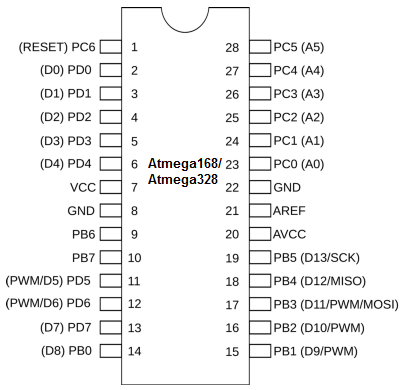 (RESET) PC6 1 28 PC5 (A5)
(D0) PD0 2 27 PC4 (A4)
(D1) PD1 3 26 PC3 (A3)
(D2) PD2 4 25 PC2 (A2)
(D3) PD3 5 24 PC1 (A1)
(D4) PD4 6 Atmega168/ 23 PC0 (A0)
Atmega328
VCC 7 22 GND
GND 8 21 AREF
PB6 9 20 AVCC
PB7 10 19 PB5 (D13/SCK)
(PWM/D5) PD5 11 18 PB4 (D12/MISO)
(PWM/D6) PD6 12 17 PB3 (D11/PWM/MOSI)
(D7) PD7 13 16 PB2 (D10/PWM)
(D8) PB0 14 15 PB1 (D9/PWM)